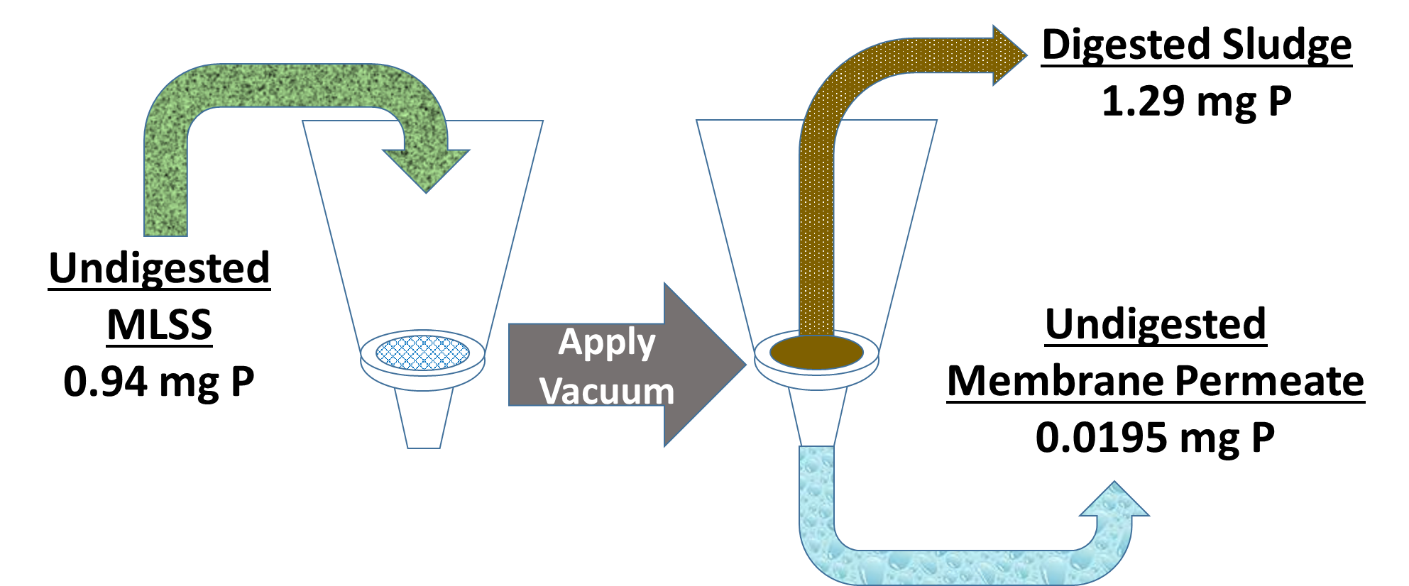 Undigested
MLSS
0.94 mg P
Apply
Vacuum
Digested Sludge
1.29 mg P
Undigested
Membrane Permeate
0.0195 mg P